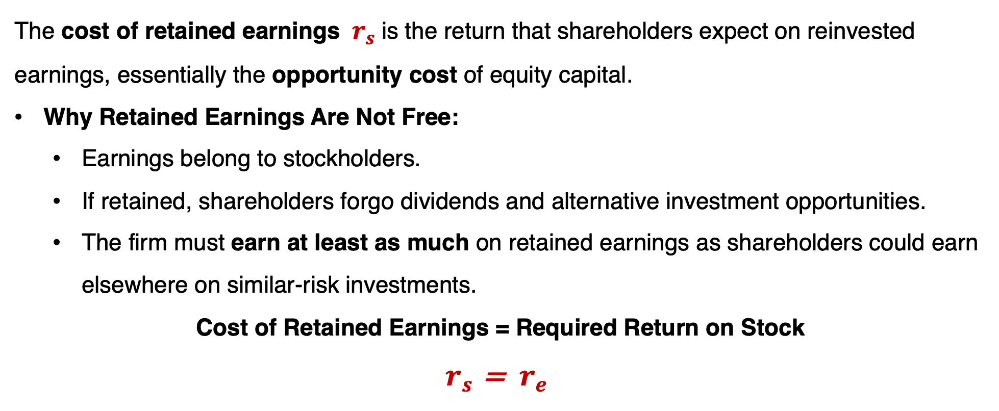 The cost of retained earnings r_s is the return that shareholders expect on reinvested
earnings, essentially the opportunity cost of equity capital.
• Why Retained Earnings Are Not Free:
• Earnings belong to stockholders.
• If retained, shareholders forgo dividends and alternative investment opportunities.
• The firm must earn at least as much on retained earnings as shareholders could earn
elsewhere on similar-risk investments.
Cost of Retained Earnings = Required Return on Stock
r_s = r_e